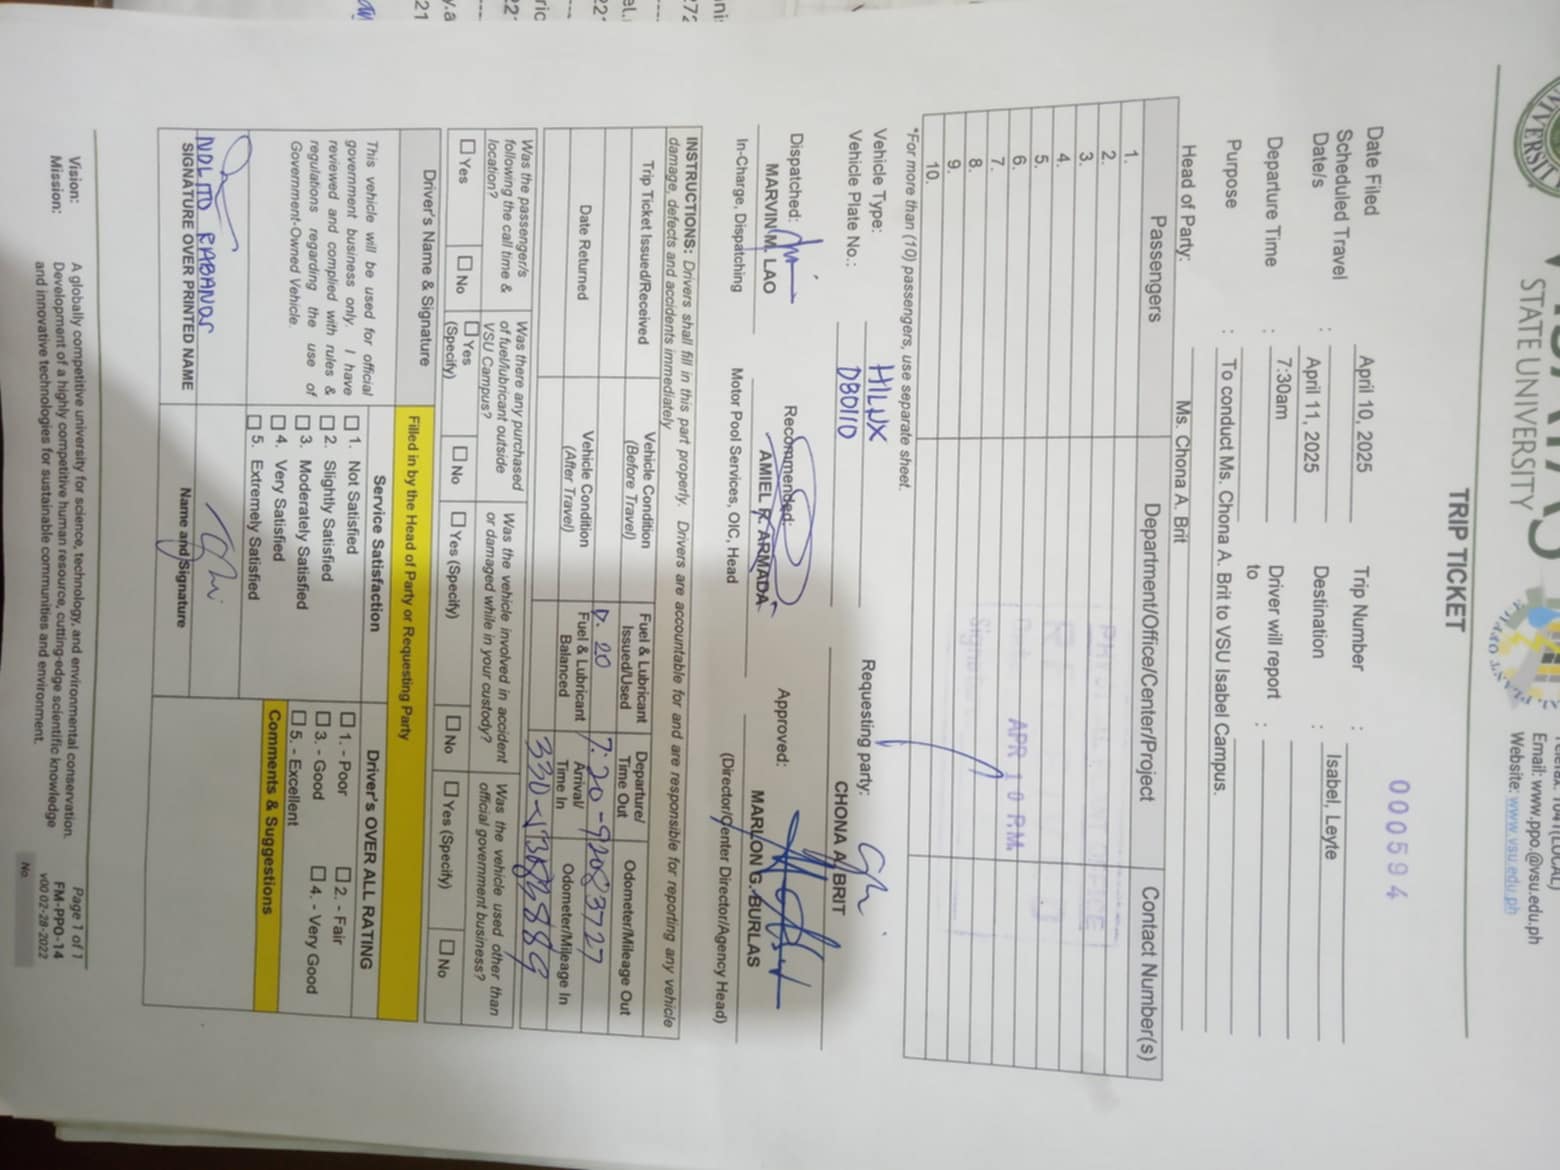 STATE UNIVERSITY
Email: www.ppo.@vsu.edu.ph
Website: www.vsu.edu.ph
TRIP TICKET
000594
Date Filed : April 10, 2025 Trip Number :
Scheduled Travel Date/s : April 11, 2025 Destination : Isabel, Leyte
Departure Time : 7:30am Driver will report to :
Purpose : To conduct Ms. Chona A. Brit to VSU Isabel Campus.
Head of Party: Ms. Chona A. Brit
Passengers Department/Office/Center/Project Contact Number(s)
1.
2.
3.
4.
5.
6.
7.
APR 10
8.
9.
10.
*For more than (10) passengers, use separate sheet.
Vehicle Type: HILUX Requesting party:
Vehicle Plate No.: D80110 CHONA A. BRIT
Dispatched: Recommended: Approved:
MARVIN M. LAO AMIEL R. ARMADA MARLON G. BURLAS
In-Charge, Dispatching Motor Pool Services, OIC, Head (Director/Center Director/Agency Head)
INSTRUCTIONS: Drivers shall fill in this part properly. Drivers are accountable for and are responsible for reporting any vehicle
damage, defects and accidents immediately
Trip Ticket Issued/Received Vehicle Condition (Before Travel) Fuel & Lubricant Issued/Used Departure/ Time Out Odometer/Mileage Out
D. 20 7:20 -
Date Returned Vehicle Condition (After Travel) Fuel & Lubricant Balanced Arrival/ Time In Odometer/Mileage In
Was the passenger/s following the call time & location? Was there any purchased of fuel/lubricant outside VSU Campus? Was the vehicle involved in accident or damaged while in your custody? Was the vehicle used other than official government business?
☐ Yes ☐ No ☐ Yes (Specify) ☐ No ☐ Yes (Specify) ☐ No ☐ Yes (Specify) ☐ No
Driver's Name & Signature Filled in by the Head of Party or Requesting Party
Service Satisfaction Driver's OVER ALL RATING
This vehicle will be used for official
government business only. I have
reviewed and complied with rules &
regulations regarding the use of
Government-Owned Vehicle.
☐ 1. Not Satisfied
☐ 2. Slightly Satisfied
☐ 3. Moderately Satisfied
☐ 4. Very Satisfied
☐ 5. Extremely Satisfied
☐ 1. - Poor ☐ 2. - Fair
☐ 3. - Good ☐ 4. - Very Good
☐ 5. - Excellent
Comments & Suggestions
NOLITO RABANOS
SIGNATURE OVER PRINTED NAME Name and Signature
Vision: A globally competitive university for science, technology, and environmental conservation.
Mission: Development of a highly competitive human resource, cutting-edge scientific knowledge
and innovative technologies for sustainable communities and environment.
Page 1 of 1
FM-PPO-14
v00 02-28-2022
No.